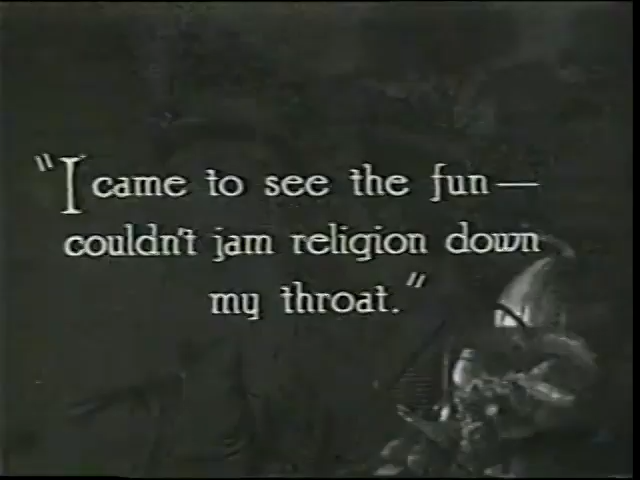 "I came to see the fun—
couldn't jam religion down
my throat."